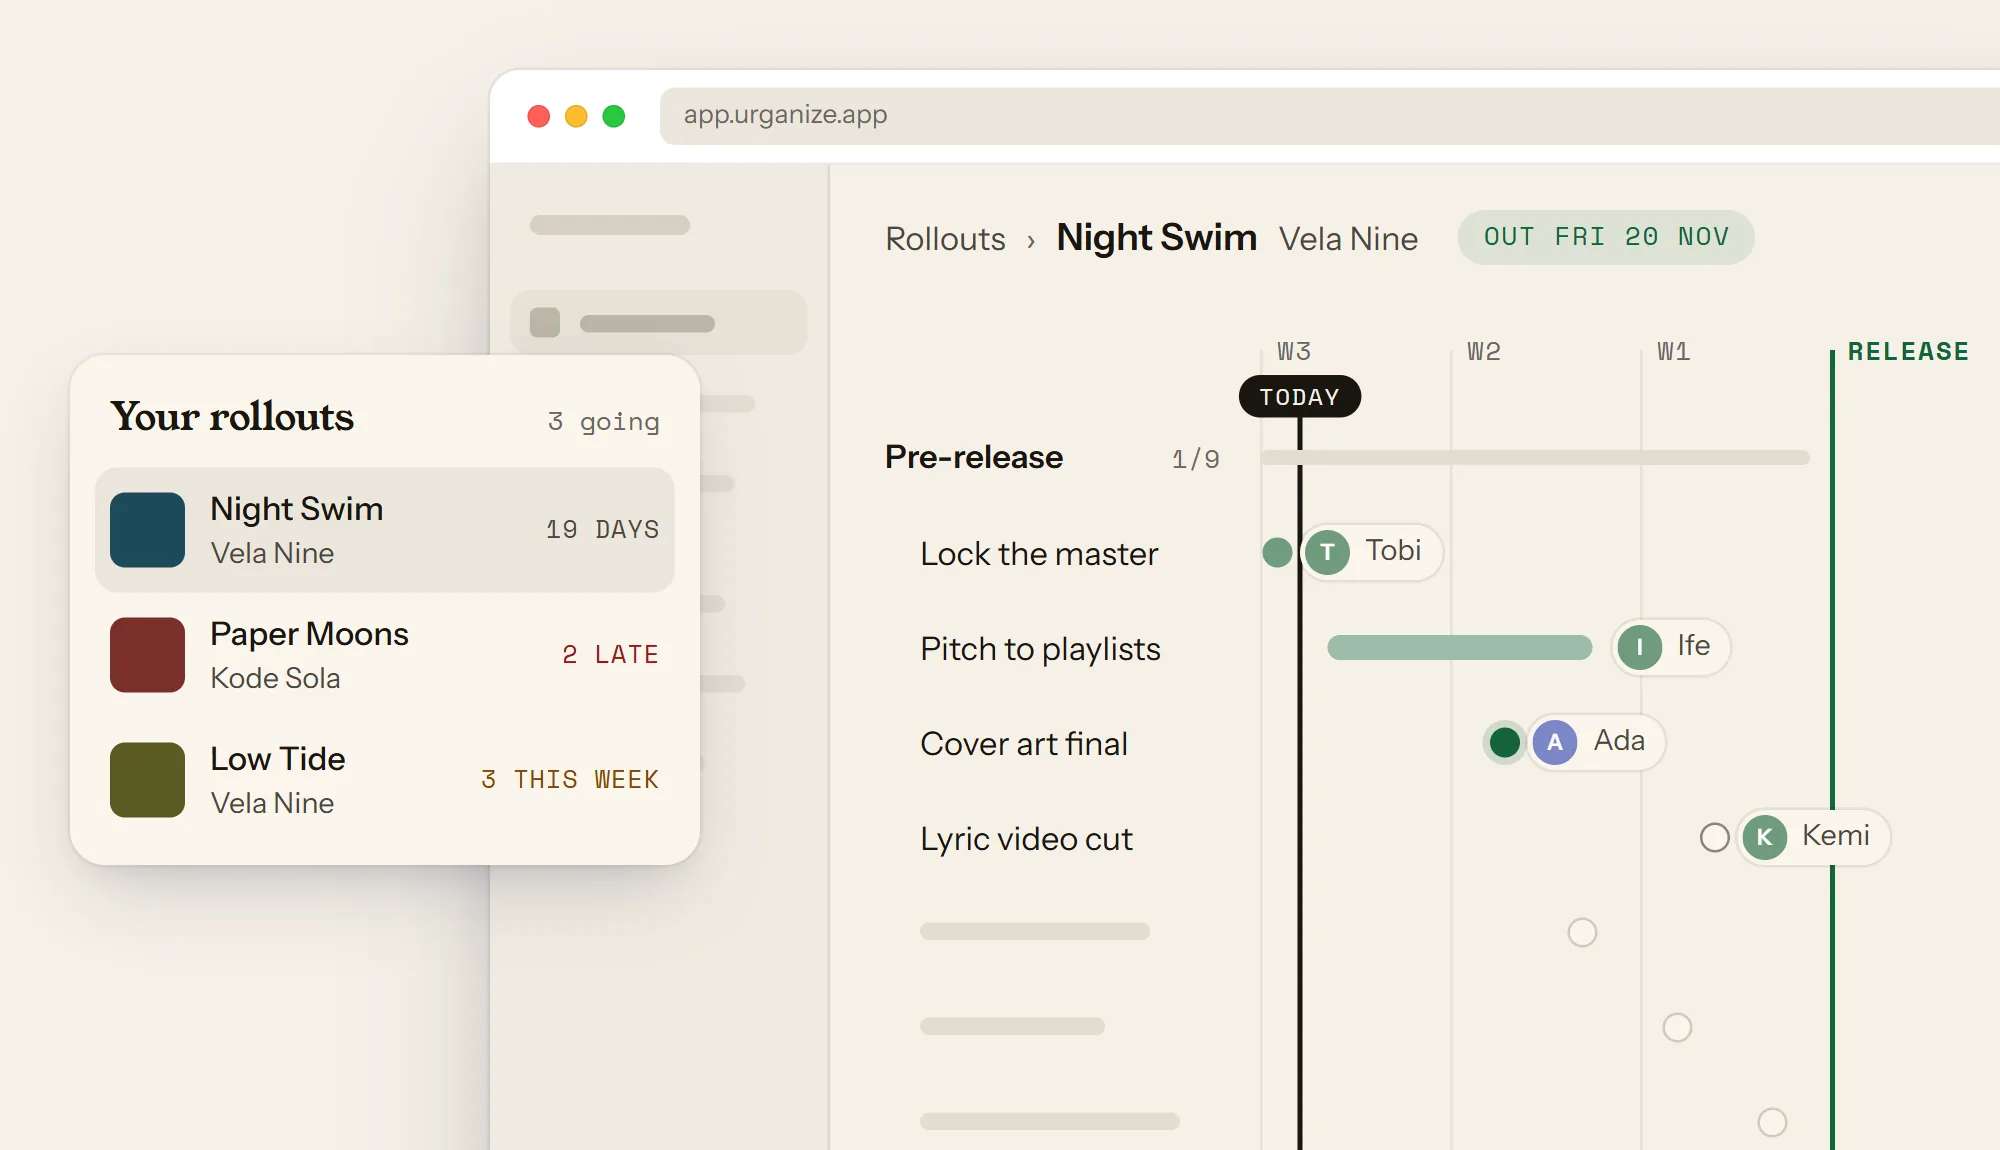 app.urganize.app
Rollouts › Night Swim Vela Nine OUT FRI 20 NOV
W3 W2 W1 RELEASE
TODAY
Pre-release 1/9
Lock the master T Tobi
Pitch to playlists I Ife
Cover art final A Ada
Lyric video cut K Kemi
Your rollouts 3 going
Night Swim
Vela Nine
19 DAYS
Paper Moons
Kode Sola
2 LATE
Low Tide
Vela Nine
3 THIS WEEK